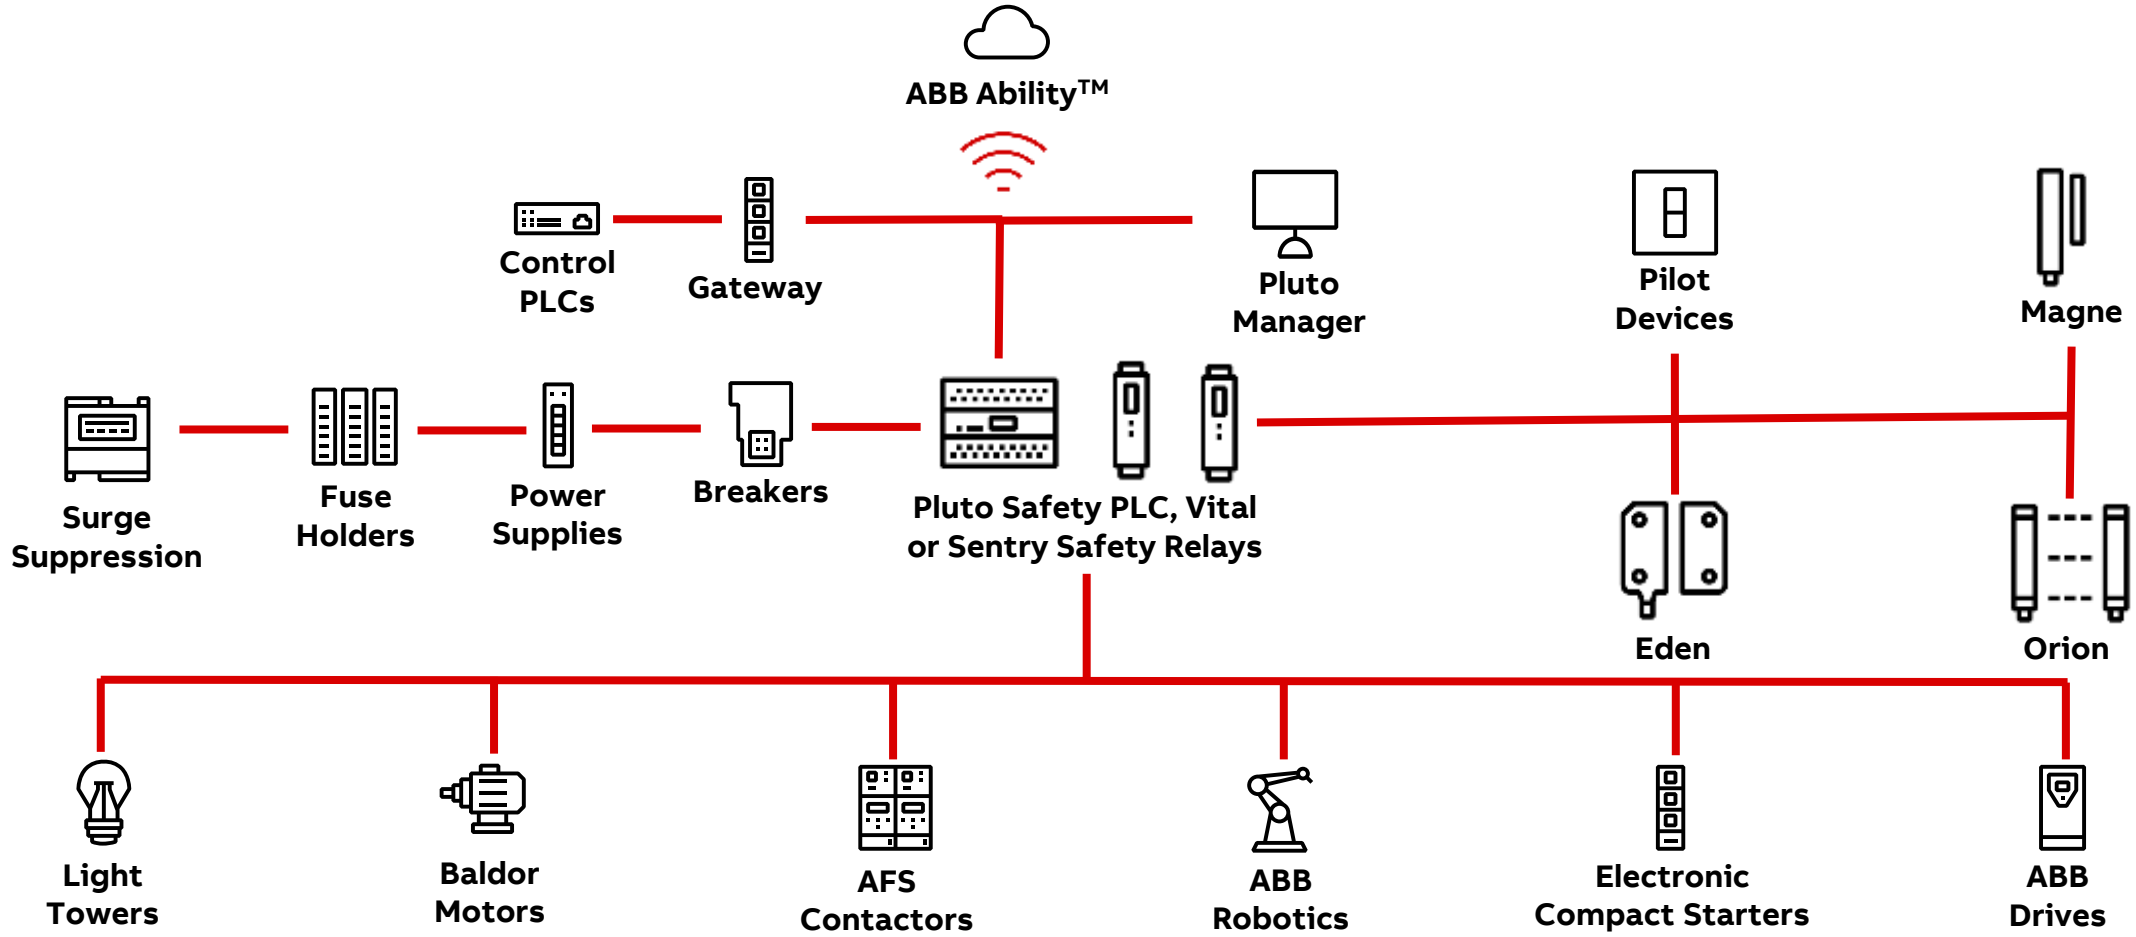 ABB Ability™
Control
PLCs
Gateway
Pluto
Manager
Pilot
Devices
Magne
Surge
Suppression
Fuse
Holders
Power
Supplies
Breakers
Pluto Safety PLC, Vital
or Sentry Safety Relays
Eden
Orion
Light
Towers
Baldor
Motors
AFS
Contactors
ABB
Robotics
Electronic
Compact Starters
ABB
Drives